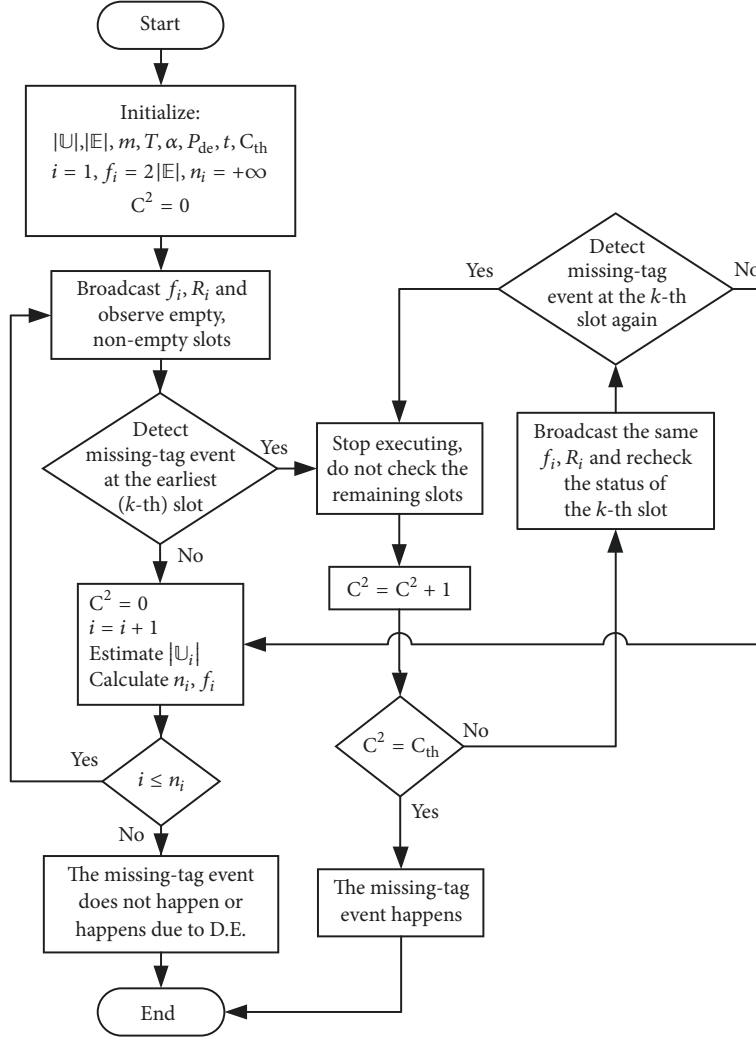 Start
Initialize:
|𝕌|,|𝔼|, m, T, α, P_de, t, C_th
i = 1, f_i = 2|𝔼|, n_i = +∞
C² = 0
Broadcast f_i, R_i and
observe empty,
non-empty slots
Detect
missing-tag event
at the earliest
(k-th) slot
Yes
No
C² = 0
i = i + 1
Estimate |𝕌_i|
Calculate n_i, f_i
Yes
i ≤ n_i
No
The missing-tag event
does not happen or
happens due to D.E.
End
Stop executing,
do not check the
remaining slots
C² = C² + 1
C² = C_th
No
Yes
The missing-tag
event happens
Yes
Detect
missing-tag
event at the k-th
slot again
No
Broadcast the same
f_i, R_i and recheck
the status of
the k-th slot